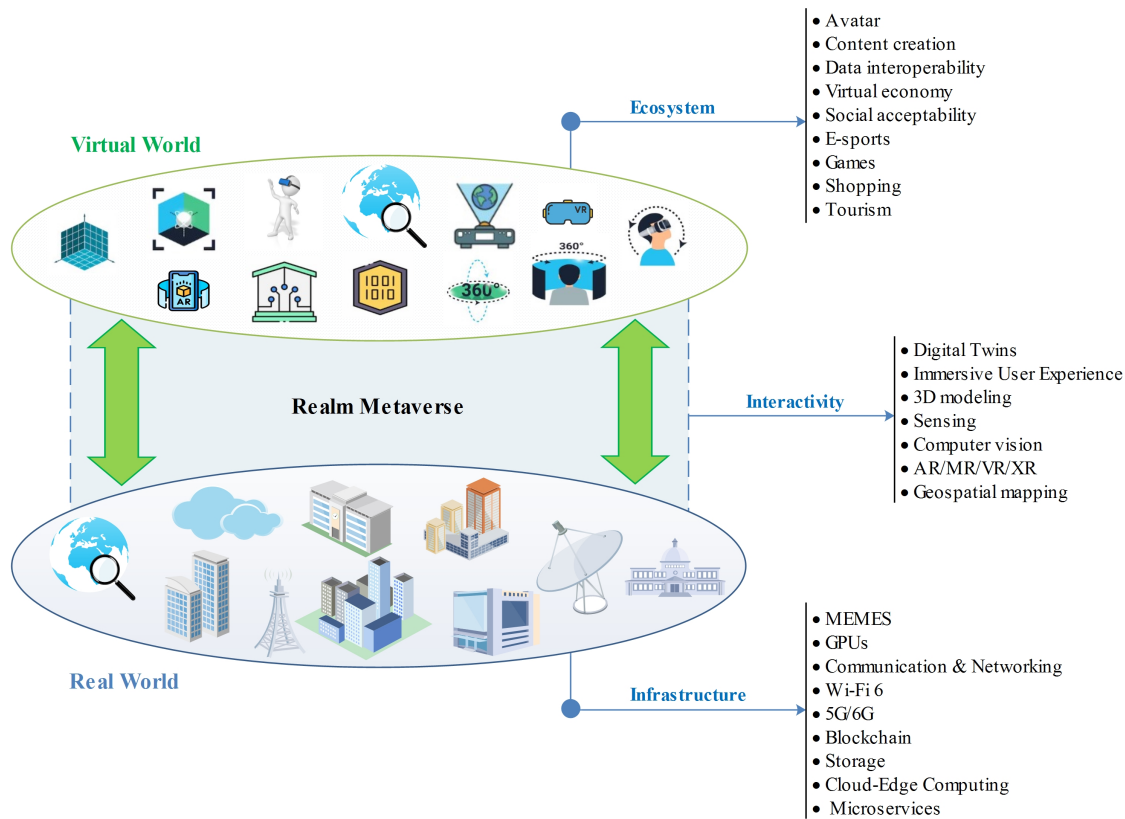 Ecosystem
• Avatar
• Content creation
• Data interoperability
• Virtual economy
• Social acceptability
• E-sports
• Games
• Shopping
• Tourism
Virtual World
VR
360°
AR
1001
1010
360°
Realm Metaverse
Interactivity
• Digital Twins
• Immersive User Experience
• 3D modeling
• Sensing
• Computer vision
• AR/MR/VR/XR
• Geospatial mapping
Real World
Infrastructure
• MEMES
• GPUs
• Communication & Networking
• Wi-Fi 6
• 5G/6G
• Blockchain
• Storage
• Cloud-Edge Computing
• Microservices